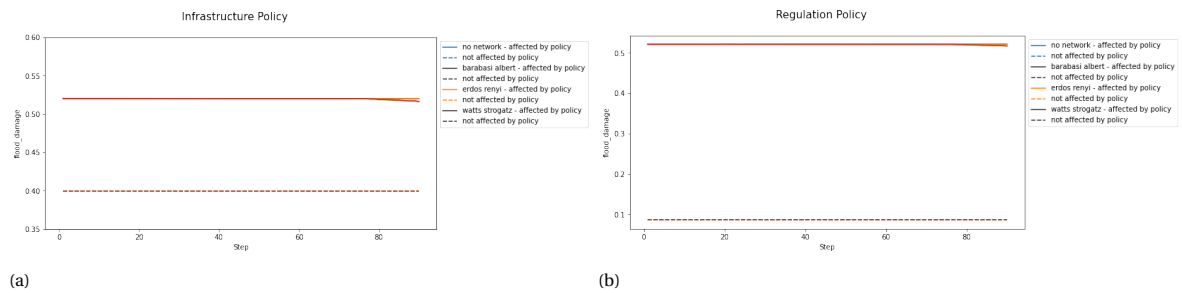 Infrastructure Policy
0.60
0.55
0.50
0.45
0.40
0.35
flood_damage
0
20
40
60
80
Step
no network - affected by policy
not affected by policy
barabasi albert - affected by policy
not affected by policy
erdos renyi - affected by policy
not affected by policy
watts strogatz - affected by policy
not affected by policy
(a)
Regulation Policy
0.5
0.4
0.3
0.2
0.1
flood_damage
0
20
40
60
80
Step
no network - affected by policy
not affected by policy
barabasi albert - affected by policy
not affected by policy
erdos renyi - affected by policy
not affected by policy
watts strogatz - affected by policy
not affected by policy
(b)